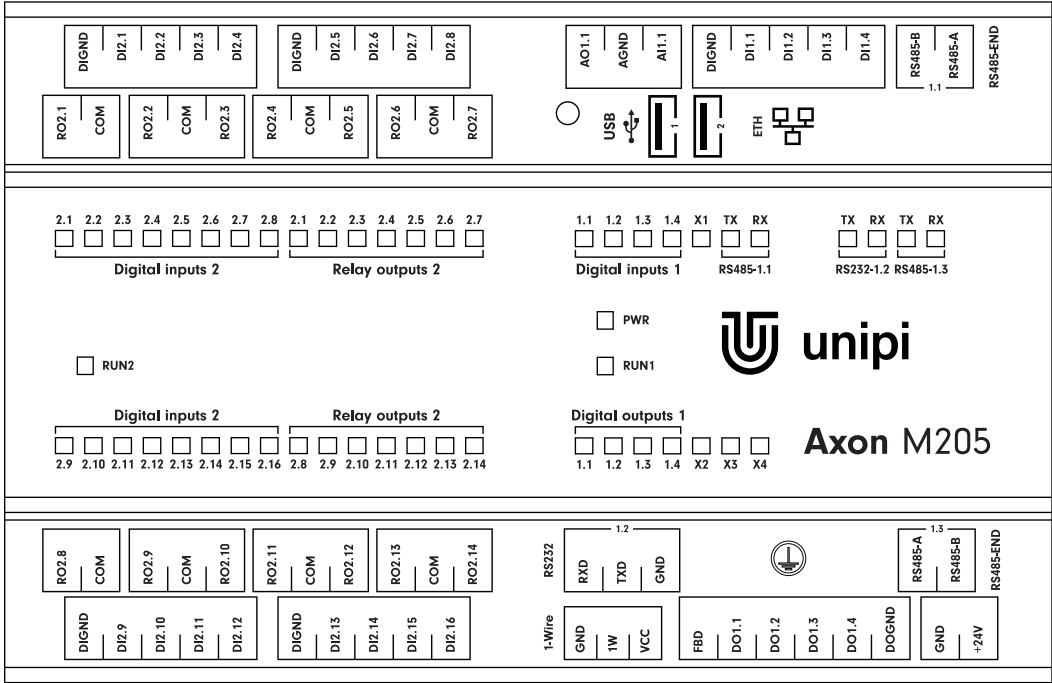 DIGND DI2.1 DI2.2 DI2.3 DI2.4 DIGND DI2.5 DI2.6 DI2.7 DI2.8 AO1.1 AGND AI1.1 DIGND DI1.1 DI1.2 DI1.3 DI1.4 RS485-B RS485-A RS485-END
1.1
RO2.1 COM RO2.2 COM RO2.3 RO2.4 COM RO2.5 RO2.6 COM RO2.7 USB 1 2 ETH
2.1 2.2 2.3 2.4 2.5 2.6 2.7 2.8 2.1 2.2 2.3 2.4 2.5 2.6 2.7 1.1 1.2 1.3 1.4 X1 TX RX TX RX TX RX
Digital inputs 2 Relay outputs 2 Digital inputs 1 RS485-1.1 RS232-1.2 RS485-1.3
PWR
unipi
RUN2 RUN1
Digital inputs 2 Relay outputs 2 Digital outputs 1
Axon M205
2.9 2.10 2.11 2.12 2.13 2.14 2.15 2.16 2.8 2.9 2.10 2.11 2.12 2.13 2.14 1.1 1.2 1.3 1.4 X2 X3 X4
1.2 1.3
RO2.8 COM RO2.9 COM RO2.10 RO2.11 COM RO2.12 RO2.13 COM RO2.14 RS232 RXD TXD GND RS485-A RS485-B RS485-END
DIGND DI2.9 DI2.10 DI2.11 DI2.12 DIGND DI2.13 DI2.14 DI2.15 DI2.16 1-Wire GND 1W VCC FBD DO1.1 DO1.2 DO1.3 DO1.4 DOGND GND +24V